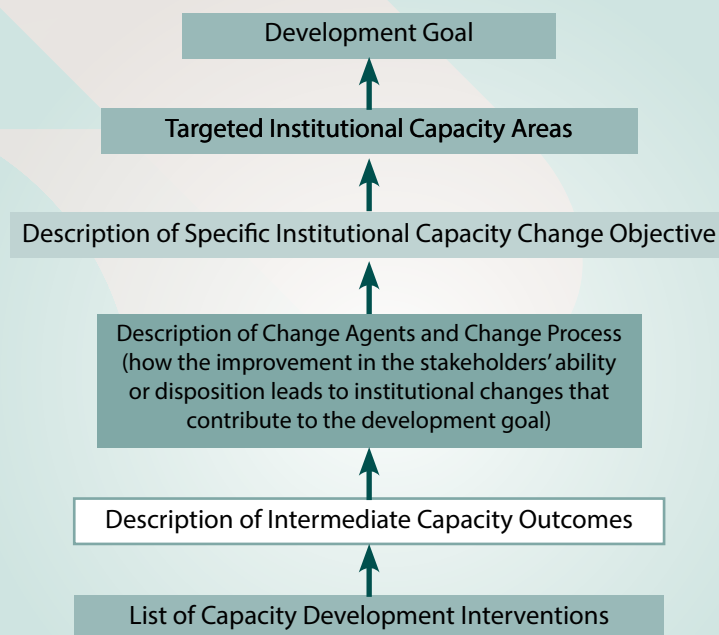 Development Goal
Targeted Institutional Capacity Areas
Description of Specific Institutional Capacity Change Objective
Description of Change Agents and Change Process
(how the improvement in the stakeholders’ ability
or disposition leads to institutional changes that
contribute to the development goal)
Description of Intermediate Capacity Outcomes
List of Capacity Development Interventions